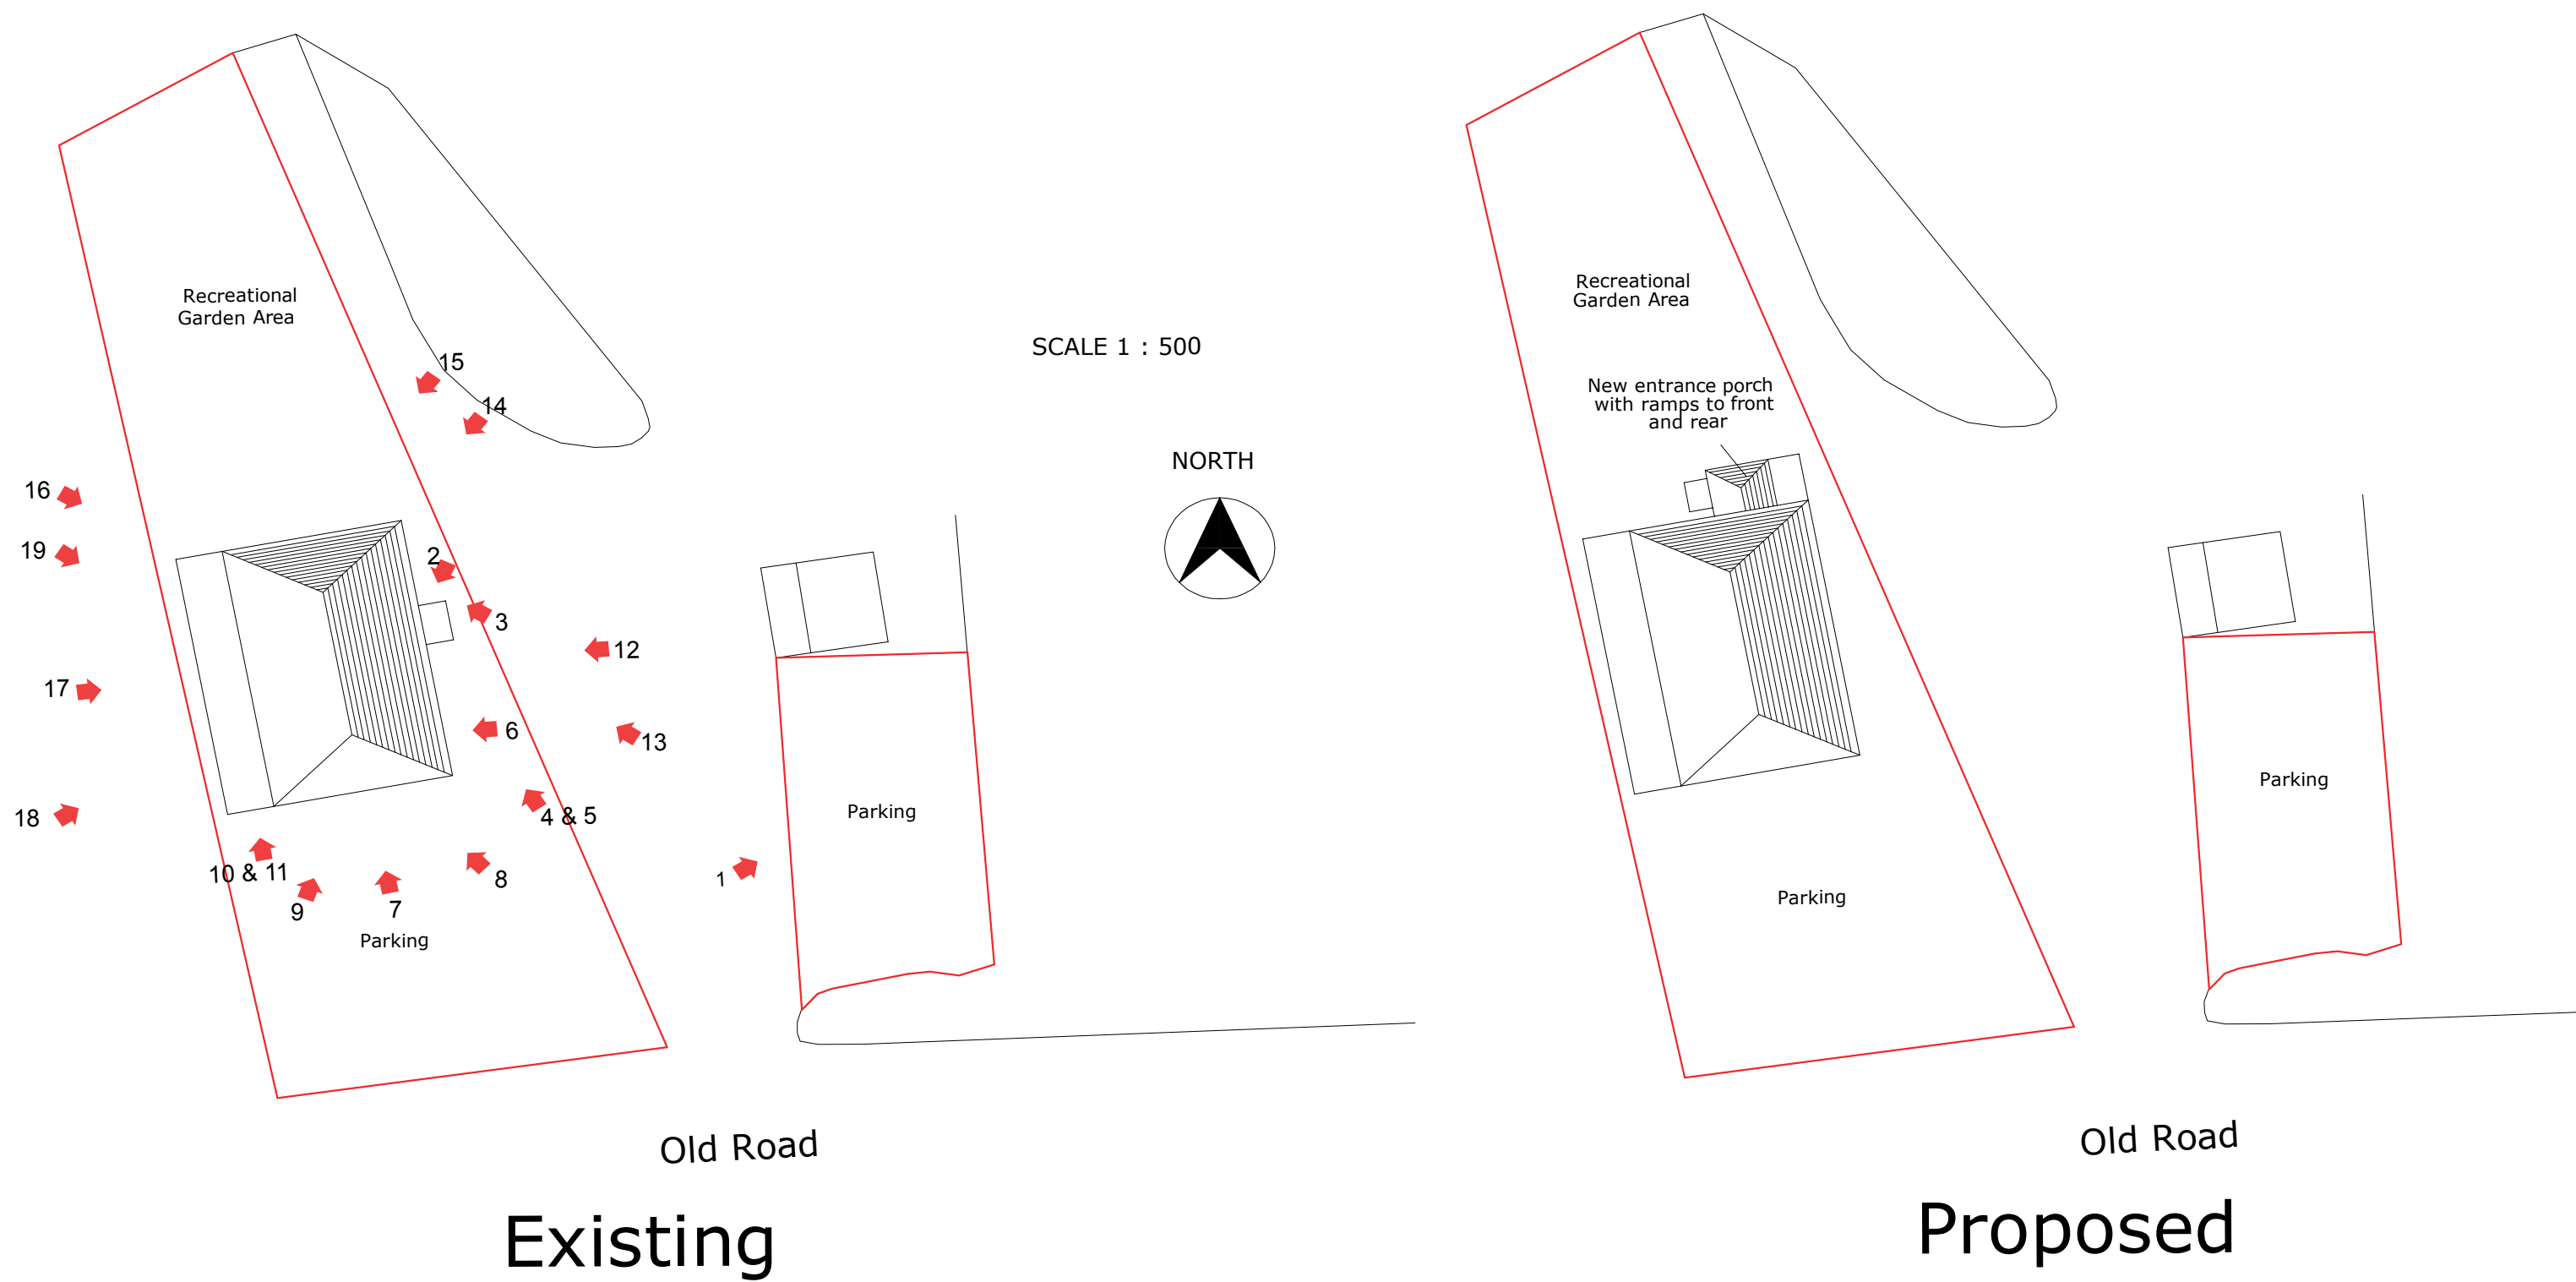 Recreational
Garden Area
15
14
16
19
2
3
12
17
6
13
18
4 & 5
10 & 11
8
9
7
1
Parking
Parking
Old Road
Existing
SCALE 1 : 500
NORTH
Recreational
Garden Area
New entrance porch
with ramps to front
and rear
Parking
Parking
Old Road
Proposed